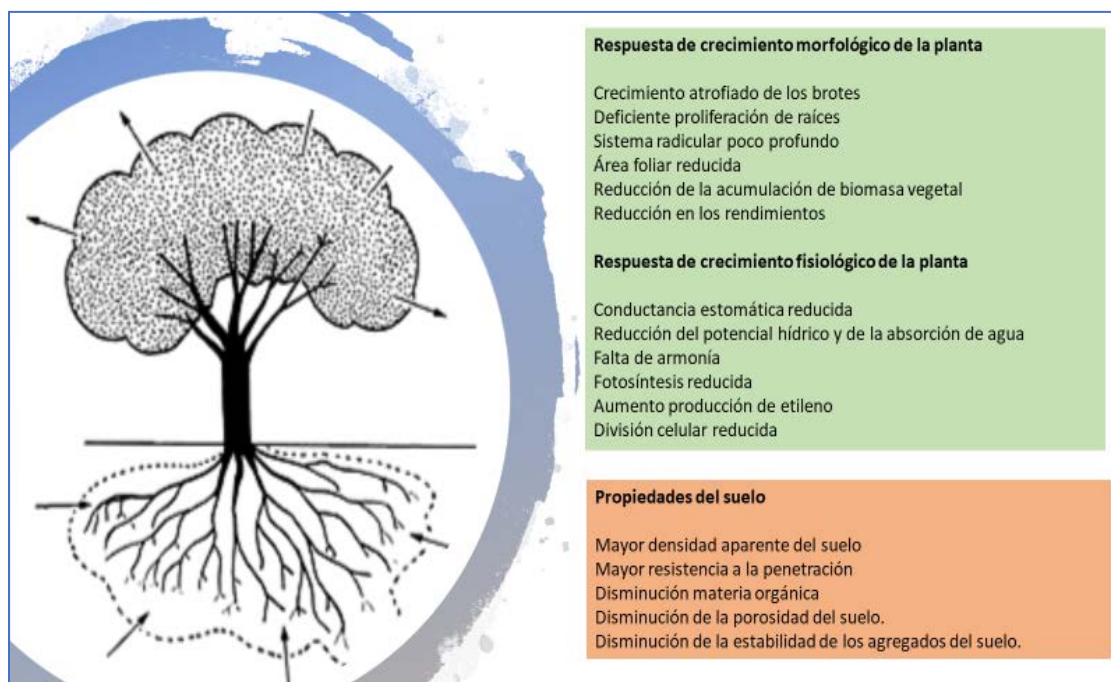 Respuesta de crecimiento morfológico de la planta
Crecimiento atrofiado de los brotes
Deficiente proliferación de raíces
Sistema radicular poco profundo
Área foliar reducida
Reducción de la acumulación de biomasa vegetal
Reducción en los rendimientos
Respuesta de crecimiento fisiológico de la planta
Conductancia estomática reducida
Reducción del potencial hídrico y de la absorción de agua
Falta de armonía
Fotosíntesis reducida
Aumento producción de etileno
División celular reducida
Propiedades del suelo
Mayor densidad aparente del suelo
Mayor resistencia a la penetración
Disminución materia orgánica
Disminución de la porosidad del suelo.
Disminución de la estabilidad de los agregados del suelo.